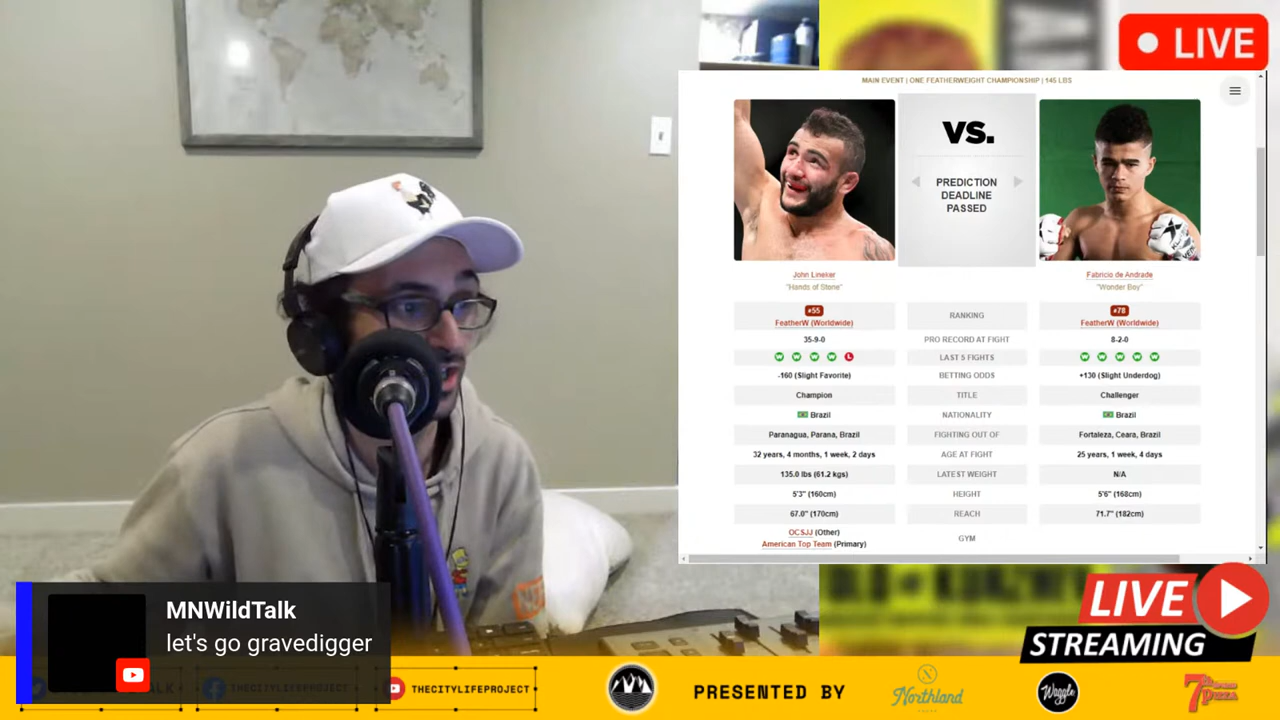 LIVE
MAIN EVENT | ONE FEATHERWEIGHT CHAMPIONSHIP | 145 LBS
VS.
PREDICTION
DEADLINE
PASSED
John Lineker
"Hands of Stone"
Fabricio de Andrade
"Wonder Boy"
#55
FeatherW (Worldwide)
RANKING
#78
FeatherW (Worldwide)
35-9-0
PRO RECORD AT FIGHT
8-2-0
W W W W L
LAST 5 FIGHTS
W W W W W
-160 (Slight Favorite)
BETTING ODDS
+130 (Slight Underdog)
Champion
TITLE
Challenger
Brazil
NATIONALITY
Brazil
Paranagua, Parana, Brazil
FIGHTING OUT OF
Fortaleza, Ceara, Brazil
32 years, 4 months, 1 week, 2 days
AGE AT FIGHT
25 years, 1 week, 4 days
135.0 lbs (61.2 kgs)
LATEST WEIGHT
N/A
5'3" (160cm)
HEIGHT
5'6" (168cm)
67.0" (170cm)
REACH
71.7" (182cm)
OCSJJ (Other)
American Top Team (Primary)
GYM
MNWildTalk
let's go gravedigger
LIVE
STREAMING
THECITYLIFEPROJECT
THECITYLIFEPROJECT
PRESENTED BY
Northland
Waggle